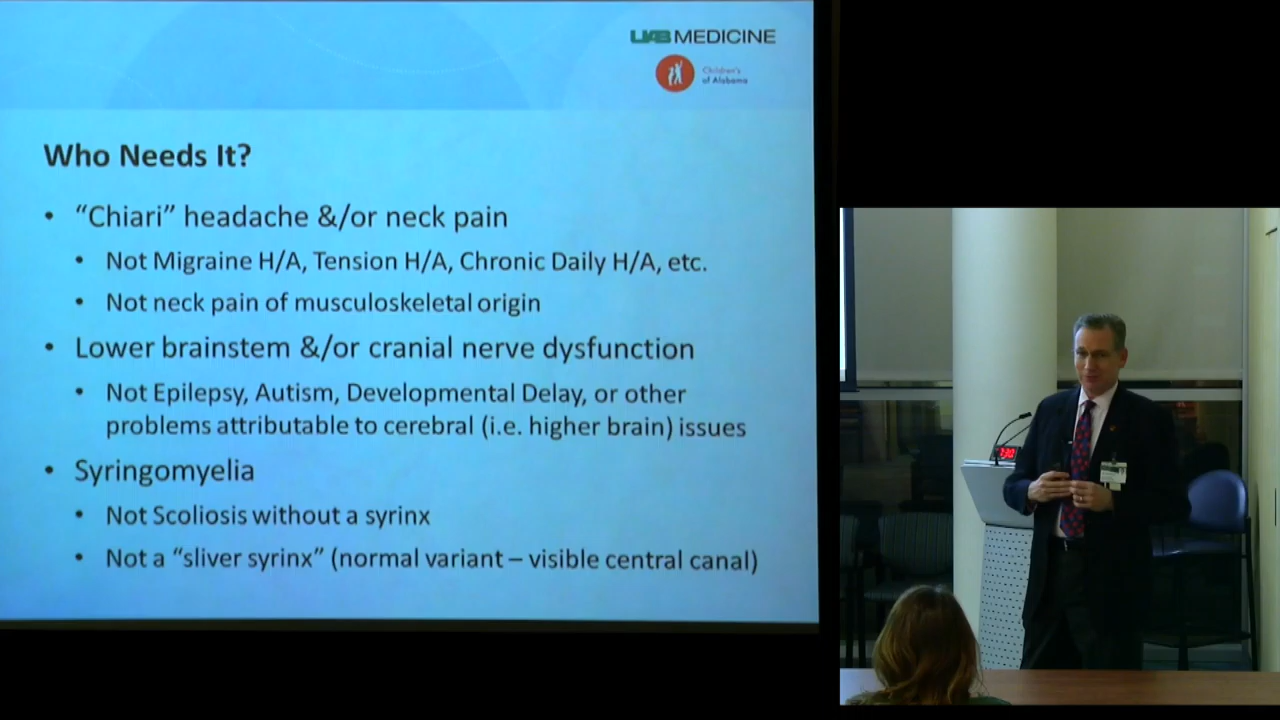 UAB MEDICINE
Children's
of Alabama
Who Needs It?
• “Chiari” headache &/or neck pain
• Not Migraine H/A, Tension H/A, Chronic Daily H/A, etc.
• Not neck pain of musculoskeletal origin
• Lower brainstem &/or cranial nerve dysfunction
• Not Epilepsy, Autism, Developmental Delay, or other
problems attributable to cerebral (i.e. higher brain) issues
• Syringomyelia
• Not Scoliosis without a syrinx
• Not a “sliver syrinx” (normal variant – visible central canal)